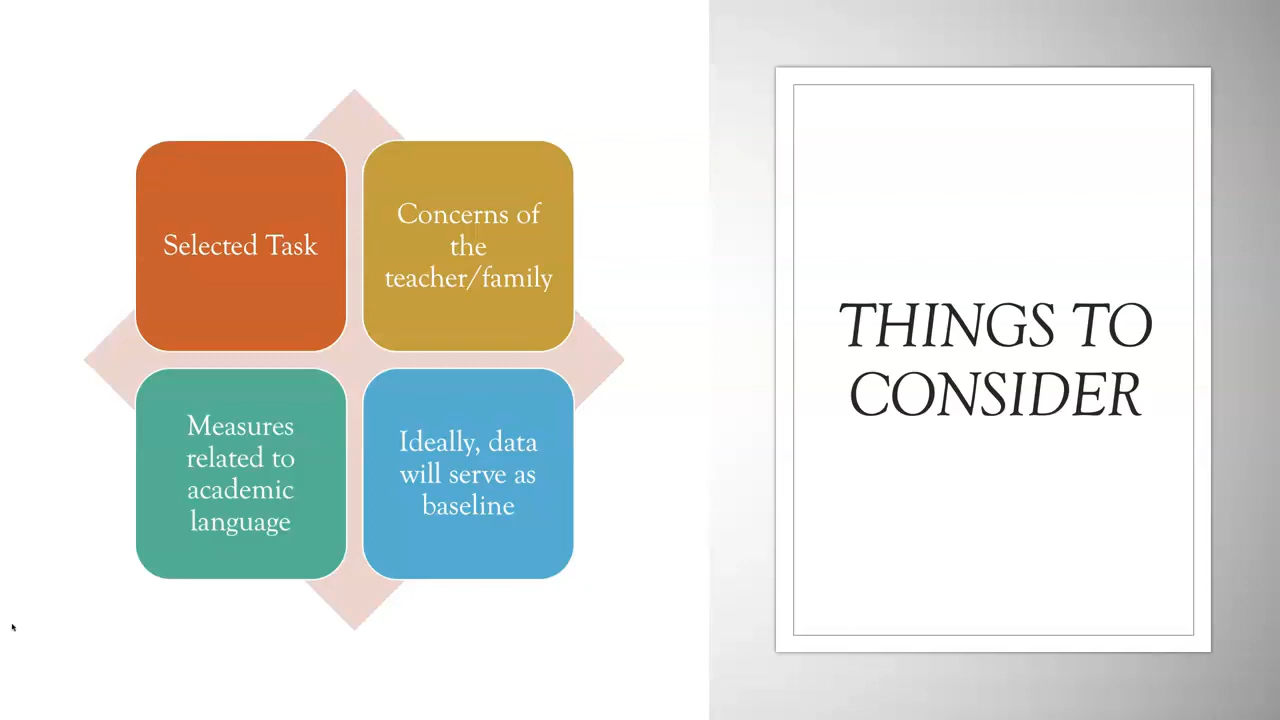 Selected Task
Concerns of
the
teacher/family
Measures
related to
academic
language
Ideally, data
will serve as
baseline
THINGS TO
CONSIDER